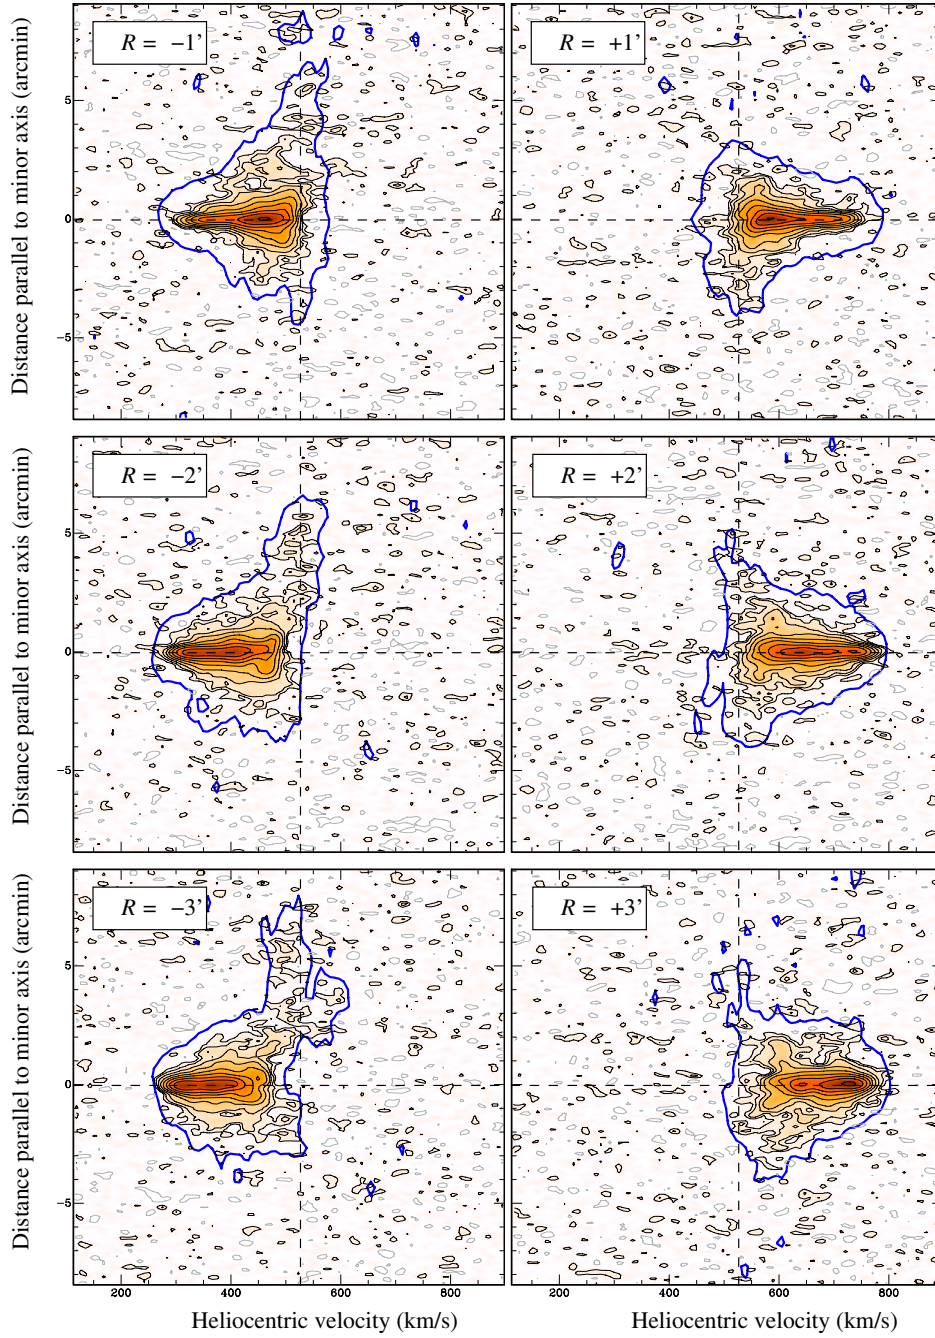 R = −1’
R = +1’
5
0
−5
Distance parallel to minor axis (arcmin)
R = −2’
R = +2’
5
0
−5
Distance parallel to minor axis (arcmin)
R = −3’
R = +3’
5
0
−5
Distance parallel to minor axis (arcmin)
200 400 600 800 200 400 600 800
Heliocentric velocity (km/s) Heliocentric velocity (km/s)